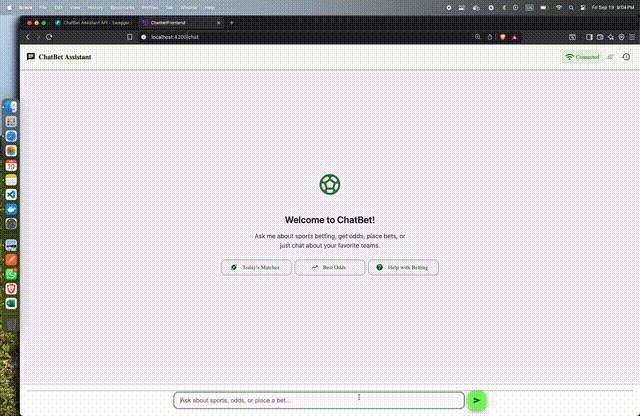 Brave File Edit View History Bookmarks Profiles Tab Window Help
Fri Sep 19 8:04PM
ChatBet Assistant API - Swagger
ChatbetFrontend
localhost:4200/chat
ChatBet Assistant
Connected
Welcome to ChatBet!
Ask me about sports betting, get odds, place bets, or
just chat about your favorite teams.
Today's Matches
Best Odds
Help with Betting
Ask about sports, odds, or place a bet...